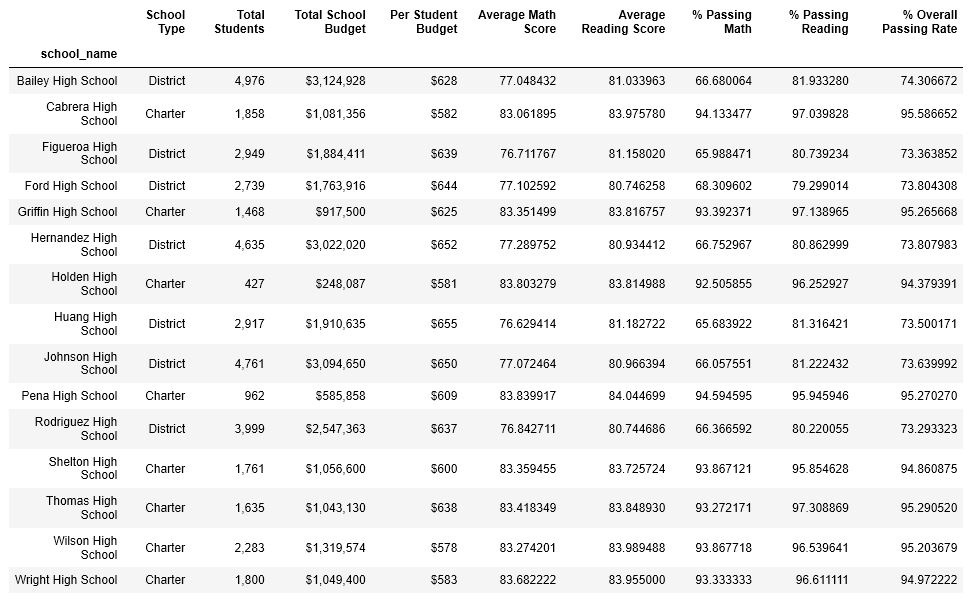 School Type Total Students Total School Budget Per Student Budget Average Math Score Average Reading Score % Passing Math % Passing Reading % Overall Passing Rate
school_name
Bailey High School District 4,976 $3,124,928 $628 77.048432 81.033963 66.680064 81.933280 74.306672
Cabrera High School Charter 1,858 $1,081,356 $582 83.061895 83.975780 94.133477 97.039828 95.586652
Figueroa High School District 2,949 $1,884,411 $639 76.711767 81.158020 65.988471 80.739234 73.363852
Ford High School District 2,739 $1,763,916 $644 77.102592 80.746258 68.309602 79.299014 73.804308
Griffin High School Charter 1,468 $917,500 $625 83.351499 83.816757 93.392371 97.138965 95.265668
Hernandez High School District 4,635 $3,022,020 $652 77.289752 80.934412 66.752967 80.862999 73.807983
Holden High School Charter 427 $248,087 $581 83.803279 83.814988 92.505855 96.252927 94.379391
Huang High School District 2,917 $1,910,635 $655 76.629414 81.182722 65.683922 81.316421 73.500171
Johnson High School District 4,761 $3,094,650 $650 77.072464 80.966394 66.057551 81.222432 73.639992
Pena High School Charter 962 $585,858 $609 83.839917 84.044699 94.594595 95.945946 95.270270
Rodriguez High School District 3,999 $2,547,363 $637 76.842711 80.744686 66.366592 80.220055 73.293323
Shelton High School Charter 1,761 $1,056,600 $600 83.359455 83.725724 93.867121 95.854628 94.860875
Thomas High School Charter 1,635 $1,043,130 $638 83.418349 83.848930 93.272171 97.308869 95.290520
Wilson High School Charter 2,283 $1,319,574 $578 83.274201 83.989488 93.867718 96.539641 95.203679
Wright High School Charter 1,800 $1,049,400 $583 83.682222 83.955000 93.333333 96.611111 94.972222